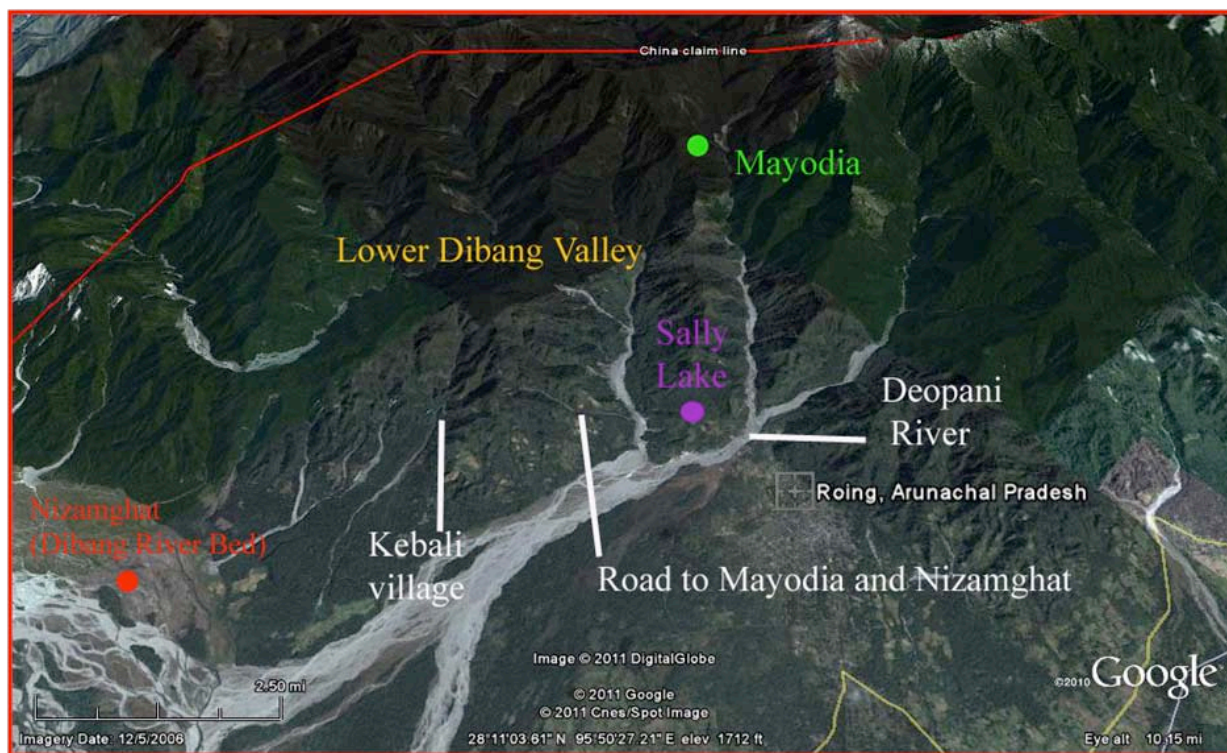 China claim line
Mayodia
Lower Dibang Valley
Sally
Lake
Deopani
River
Roing, Arunachal Pradesh
Nizamghat
(Dibang River Bed)
Kebali
village
Road to Mayodia and Nizamghat
Image © 2011 DigitalGlobe
©2010 Google
2.50 mi
© 2011 Google
© 2011 Cnes/Spot Image
Imagery Date: 12/5/2006
28°11'03.61" N 95°50'27.21" E elev 1712 ft
Eye alt 10.15 mi